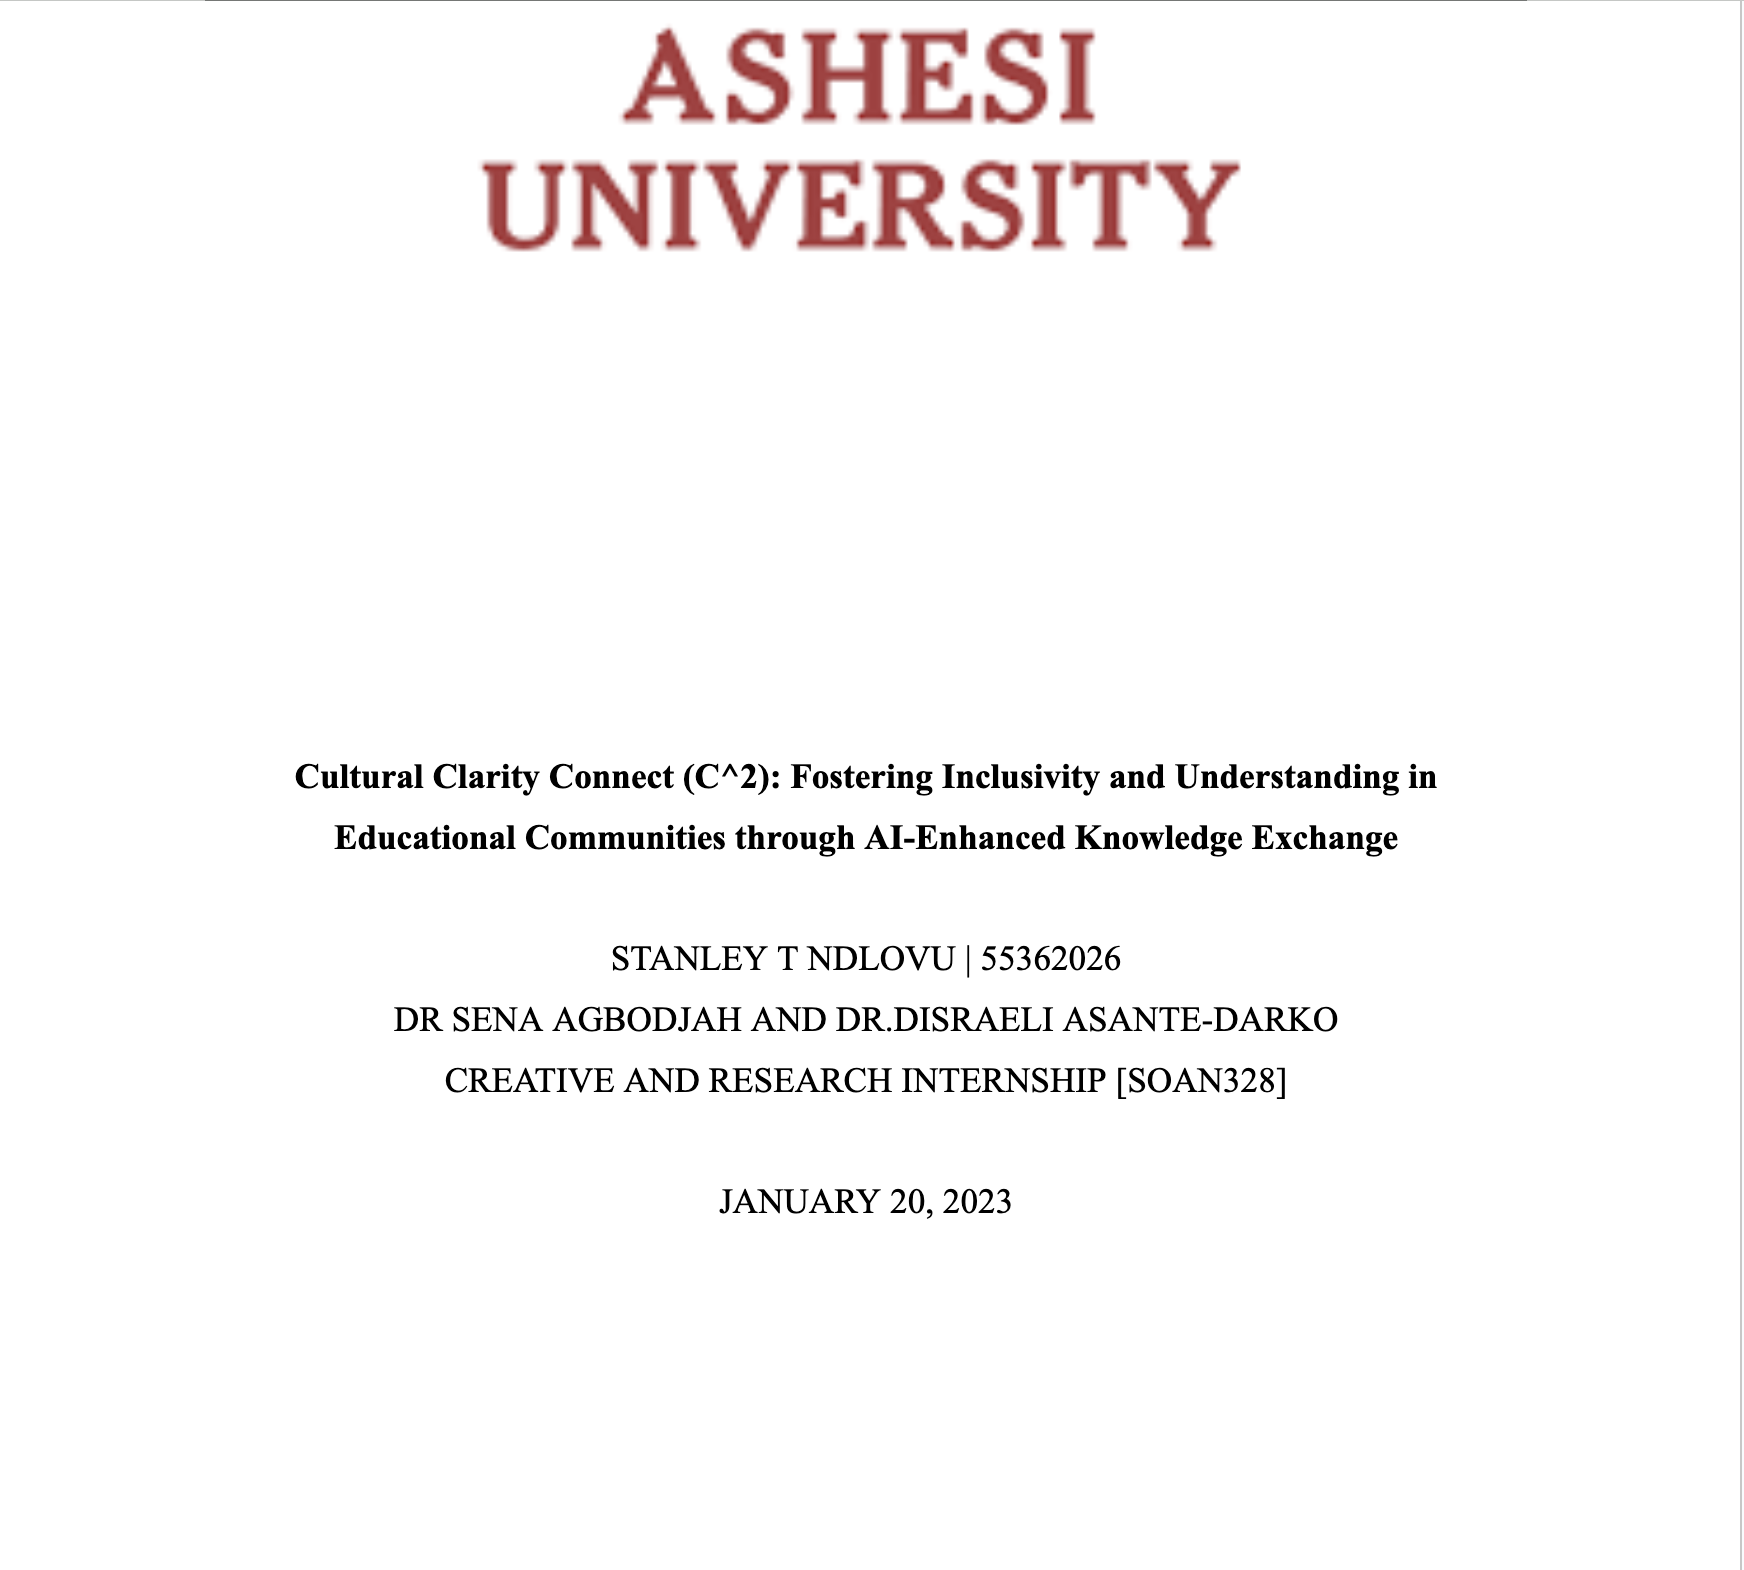 ASHESI
UNIVERSITY
Cultural Clarity Connect (C^2): Fostering Inclusivity and Understanding in
Educational Communities through AI-Enhanced Knowledge Exchange
STANLEY T NDLOVU | 55362026
DR SENA AGBODJAH AND DR.DISRAELI ASANTE-DARKO
CREATIVE AND RESEARCH INTERNSHIP [SOAN328]
JANUARY 20, 2023